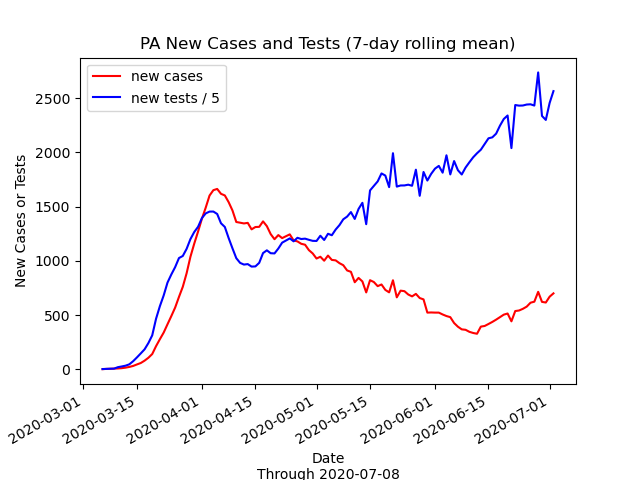 PA New Cases and Tests (7-day rolling mean)
new cases
new tests / 5
New Cases or Tests
2500
2000
1500
1000
500
0
2020-03-01
2020-03-15
2020-04-01
2020-04-15
2020-05-01
2020-05-15
2020-06-01
2020-06-15
2020-07-01
Date
Through 2020-07-08